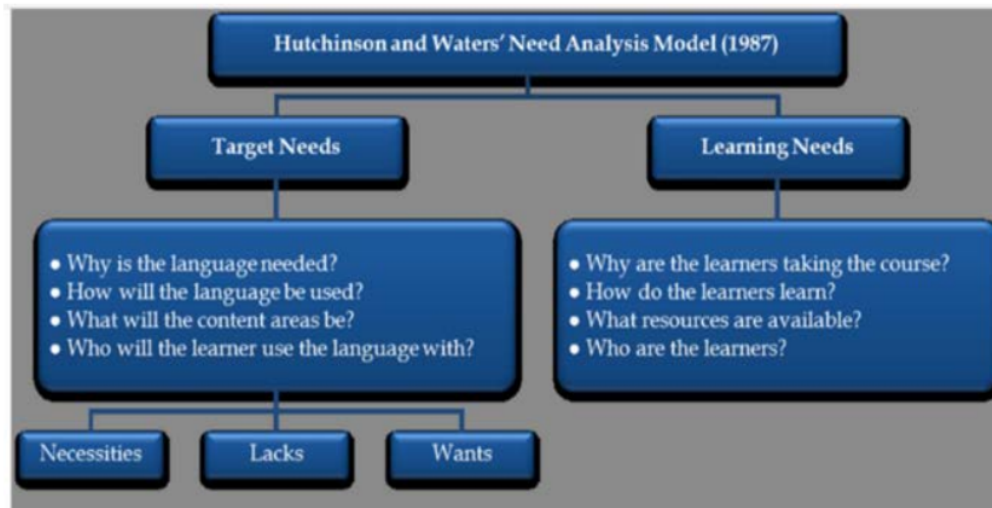 Hutchinson and Waters' Need Analysis Model (1987)
Target Needs
Learning Needs
● Why is the language needed?
● How will the language be used?
● What will the content areas be?
● Who will the learner use the language with?
● Why are the learners taking the course?
● How do the learners learn?
● What resources are available?
● Who are the learners?
Necessities
Lacks
Wants